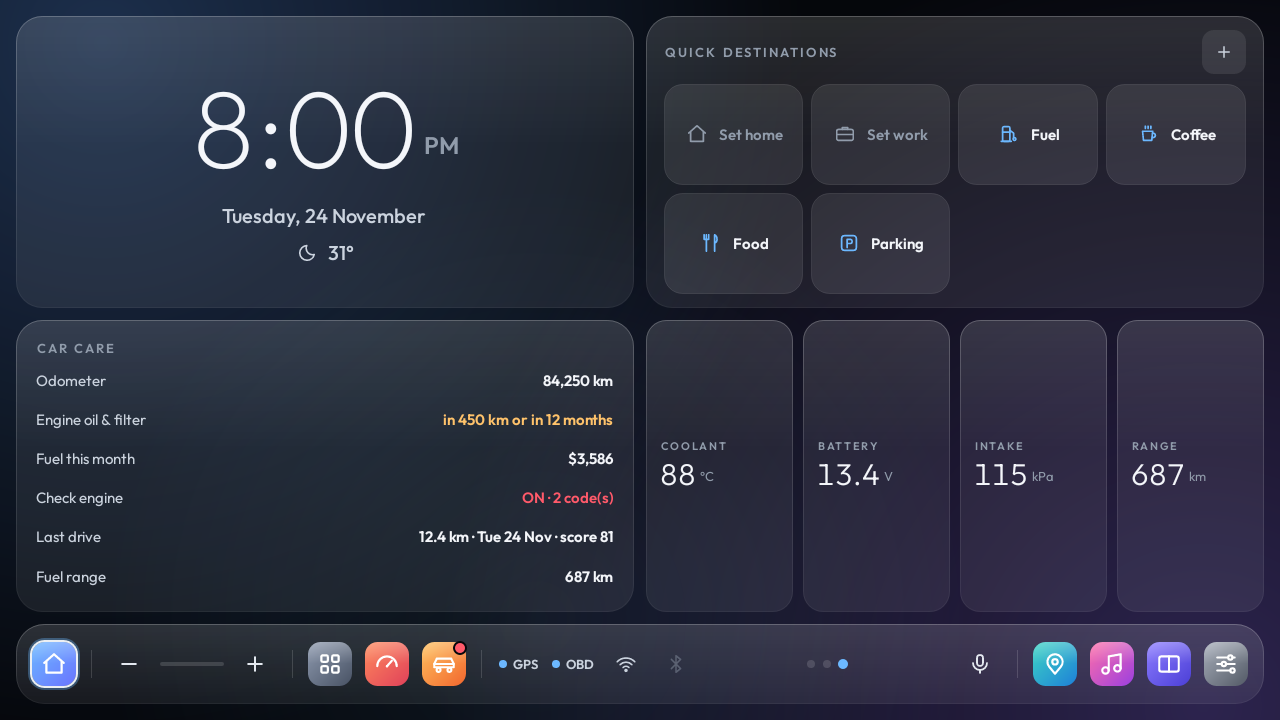 8:00 PM
Tuesday, 24 November
31°
QUICK DESTINATIONS
Set home
Set work
Fuel
Coffee
Food
Parking
CAR CARE
Odometer 84,250 km
Engine oil & filter in 450 km or in 12 months
Fuel this month $3,586
Check engine ON · 2 code(s)
Last drive 12.4 km · Tue 24 Nov · score 81
Fuel range 687 km
COOLANT
88 °C
BATTERY
13.4 V
INTAKE
115 kPa
RANGE
687 km
GPS
OBD